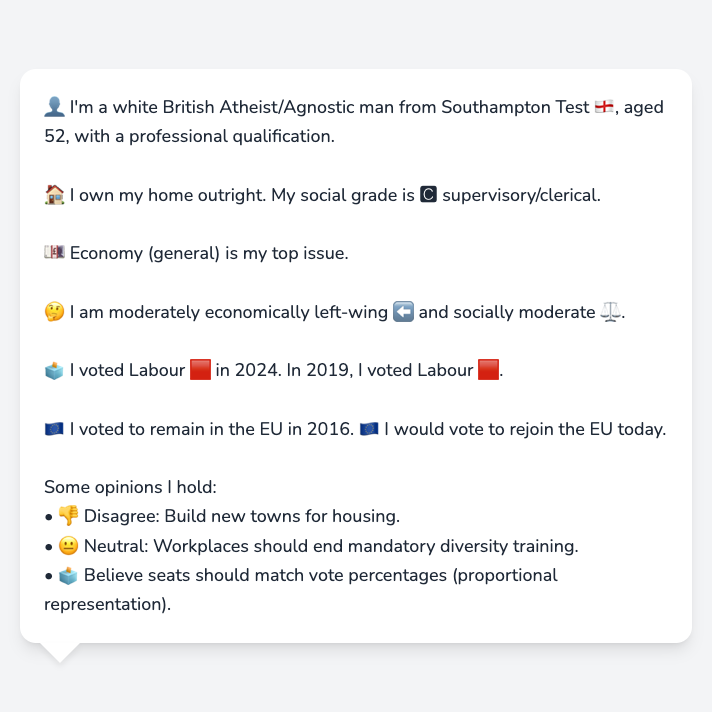 👤 I'm a white British Atheist/Agnostic man from Southampton Test 🏴󠁧󠁢󠁥󠁮󠁧󠁿, aged
52, with a professional qualification.
🏠 I own my home outright. My social grade is 🅲 supervisory/clerical.
💷 Economy (general) is my top issue.
🤔 I am moderately economically left-wing ⬅️ and socially moderate ⚖️.
🗳️ I voted Labour 🟥 in 2024. In 2019, I voted Labour 🟥.
🇪🇺 I voted to remain in the EU in 2016. 🇪🇺 I would vote to rejoin the EU today.
Some opinions I hold:
• 👎 Disagree: Build new towns for housing.
• 😐 Neutral: Workplaces should end mandatory diversity training.
• 🗳️ Believe seats should match vote percentages (proportional
representation).